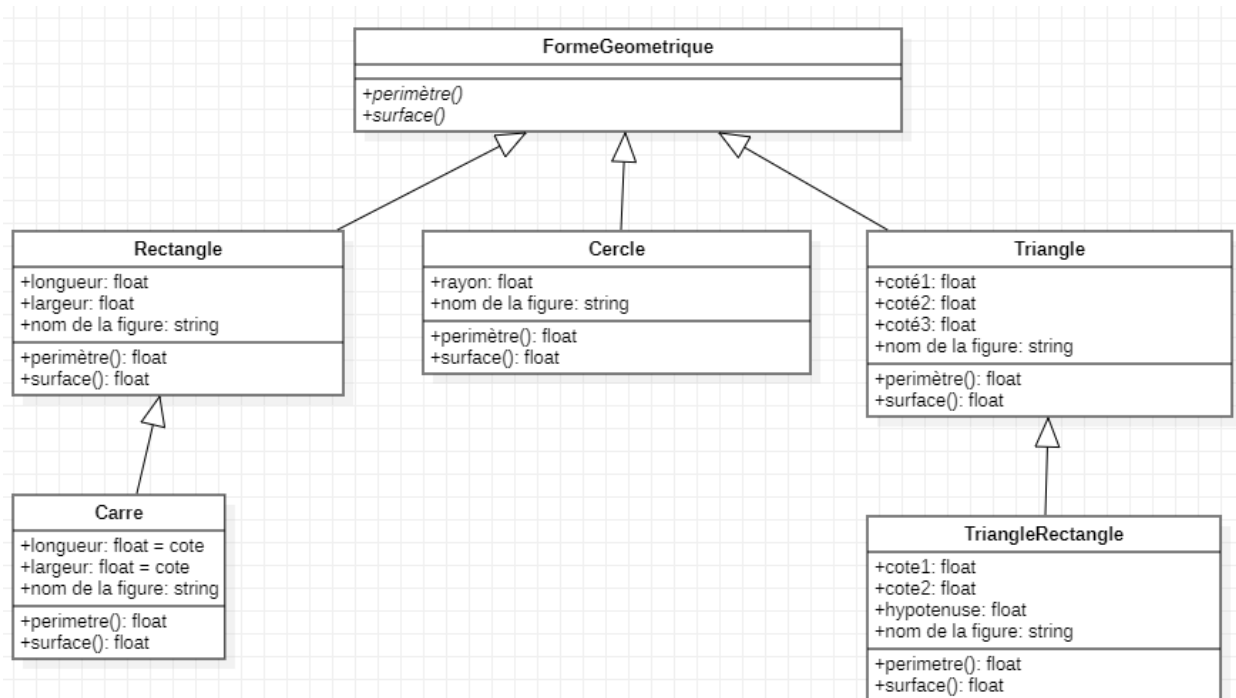 FormeGeometrique
+perimètre()
+surface()
Rectangle
+longueur: float
+largeur: float
+nom de la figure: string
+perimètre(): float
+surface(): float
Cercle
+rayon: float
+nom de la figure: string
+perimètre(): float
+surface(): float
Triangle
+coté1: float
+coté2: float
+coté3: float
+nom de la figure: string
+perimètre(): float
+surface(): float
Carre
+longueur: float = cote
+largeur: float = cote
+nom de la figure: string
+perimetre(): float
+surface(): float
TriangleRectangle
+cote1: float
+cote2: float
+hypotenuse: float
+nom de la figure: string
+perimetre(): float
+surface(): float